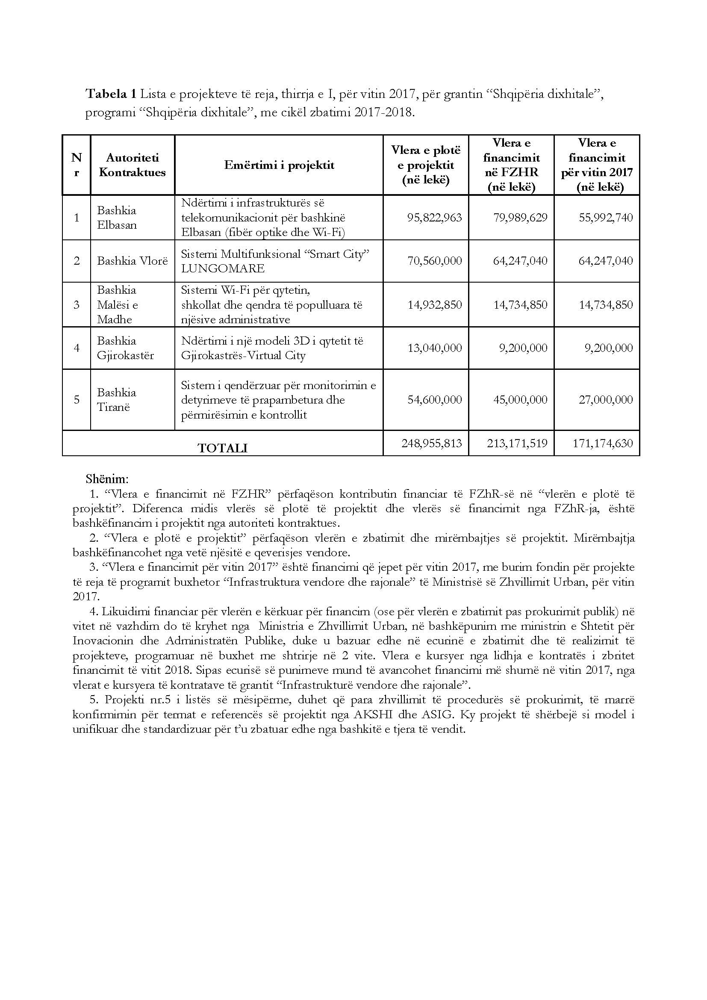 Tabela 1 Lista e projekteve të reja, thirrja e I, për vitin 2017, për grantin “Shqipëria dixhitale”,
programi “Shqipëria dixhitale”, me cikël zbatimi 2017-2018.
N
r
Autoriteti
Kontraktues
Emërtimi i projektit
Vlera e plotë
e projektit
(në lekë)
Vlera e
financimit
në FZHR
(në lekë)
Vlera e
financimit
për vitin 2017
(në lekë)
1
Bashkia
Elbasan
Ndërtimi i infrastrukturës së
telekomunikacionit për bashkinë
Elbasan (fibër optike dhe Wi-Fi)
95,822,963
79,989,629
55,992,740
2
Bashkia Vlorë
Sistemi Multifunksional “Smart City”
LUNGOMARE
70,560,000
64,247,040
64,247,040
3
Bashkia
Malësi e
Madhe
Sistemi Wi-Fi për qytetin,
shkollat dhe qendra të populluara të
njësive administrative
14,932,850
14,734,850
14,734,850
4
Bashkia
Gjirokastër
Ndërtimi i një modeli 3D i qytetit të
Gjirokastrës-Virtual City
13,040,000
9,200,000
9,200,000
5
Bashkia
Tiranë
Sistem i qendërzuar për monitorimin e
detyrimeve të prapambetura dhe
përmirësimin e kontrollit
54,600,000
45,000,000
27,000,000
TOTALI
248,955,813
213,171,519
171,174,630
Shënim:
1. “Vlera e financimit në FZHR” përfaqëson kontributin financiar të FZhR-së në “vlerën e plotë të
projektit”. Diferenca midis vlerës së plotë të projektit dhe vlerës së financimit nga FZhR-ja, është
bashkëfinancim i projektit nga autoriteti kontraktues.
2. “Vlera e plotë e projektit” përfaqëson vlerën e zbatimit dhe mirëmbajtjes së projektit. Mirëmbajtja
bashkëfinancohet nga vetë njësitë e qeverisjes vendore.
3. “Vlera e financimit për vitin 2017” është financimi që jepet për vitin 2017, me burim fondin për projekte
të reja të programit buxhetor “Infrastruktura vendore dhe rajonale” të Ministrisë së Zhvillimit Urban, për vitin
2017.
4. Likuidimi financiar për vlerën e kërkuar për financim (ose për vlerën e zbatimit pas prokurimit publik) në
vitet në vazhdim do të kryhet nga Ministria e Zhvillimit Urban, në bashkëpunim me ministrin e Shtetit për
Inovacionin dhe Administratën Publike, duke u bazuar edhe në ecurinë e zbatimit dhe të realizimit të
projekteve, programuar në buxhet me shtrirje në 2 vite. Vlera e kursyer nga lidhja e kontratës i zbritet
financimit të vitit 2018. Sipas ecurisë së punimeve mund të avancohet financimi më shumë në vitin 2017, nga
vlerat e kursyera të kontratave të grantit “Infrastrukturë vendore dhe rajonale”.
5. Projekti nr.5 i listës së mësipërme, duhet që para zhvillimit të procedurës së prokurimit, të marrë
konfirmimin për termat e referencës së projektit nga AKSHI dhe ASIG. Ky projekt të shërbejë si model i
unifikuar dhe standardizuar për t’u zbatuar edhe nga bashkitë e tjera të vendit.